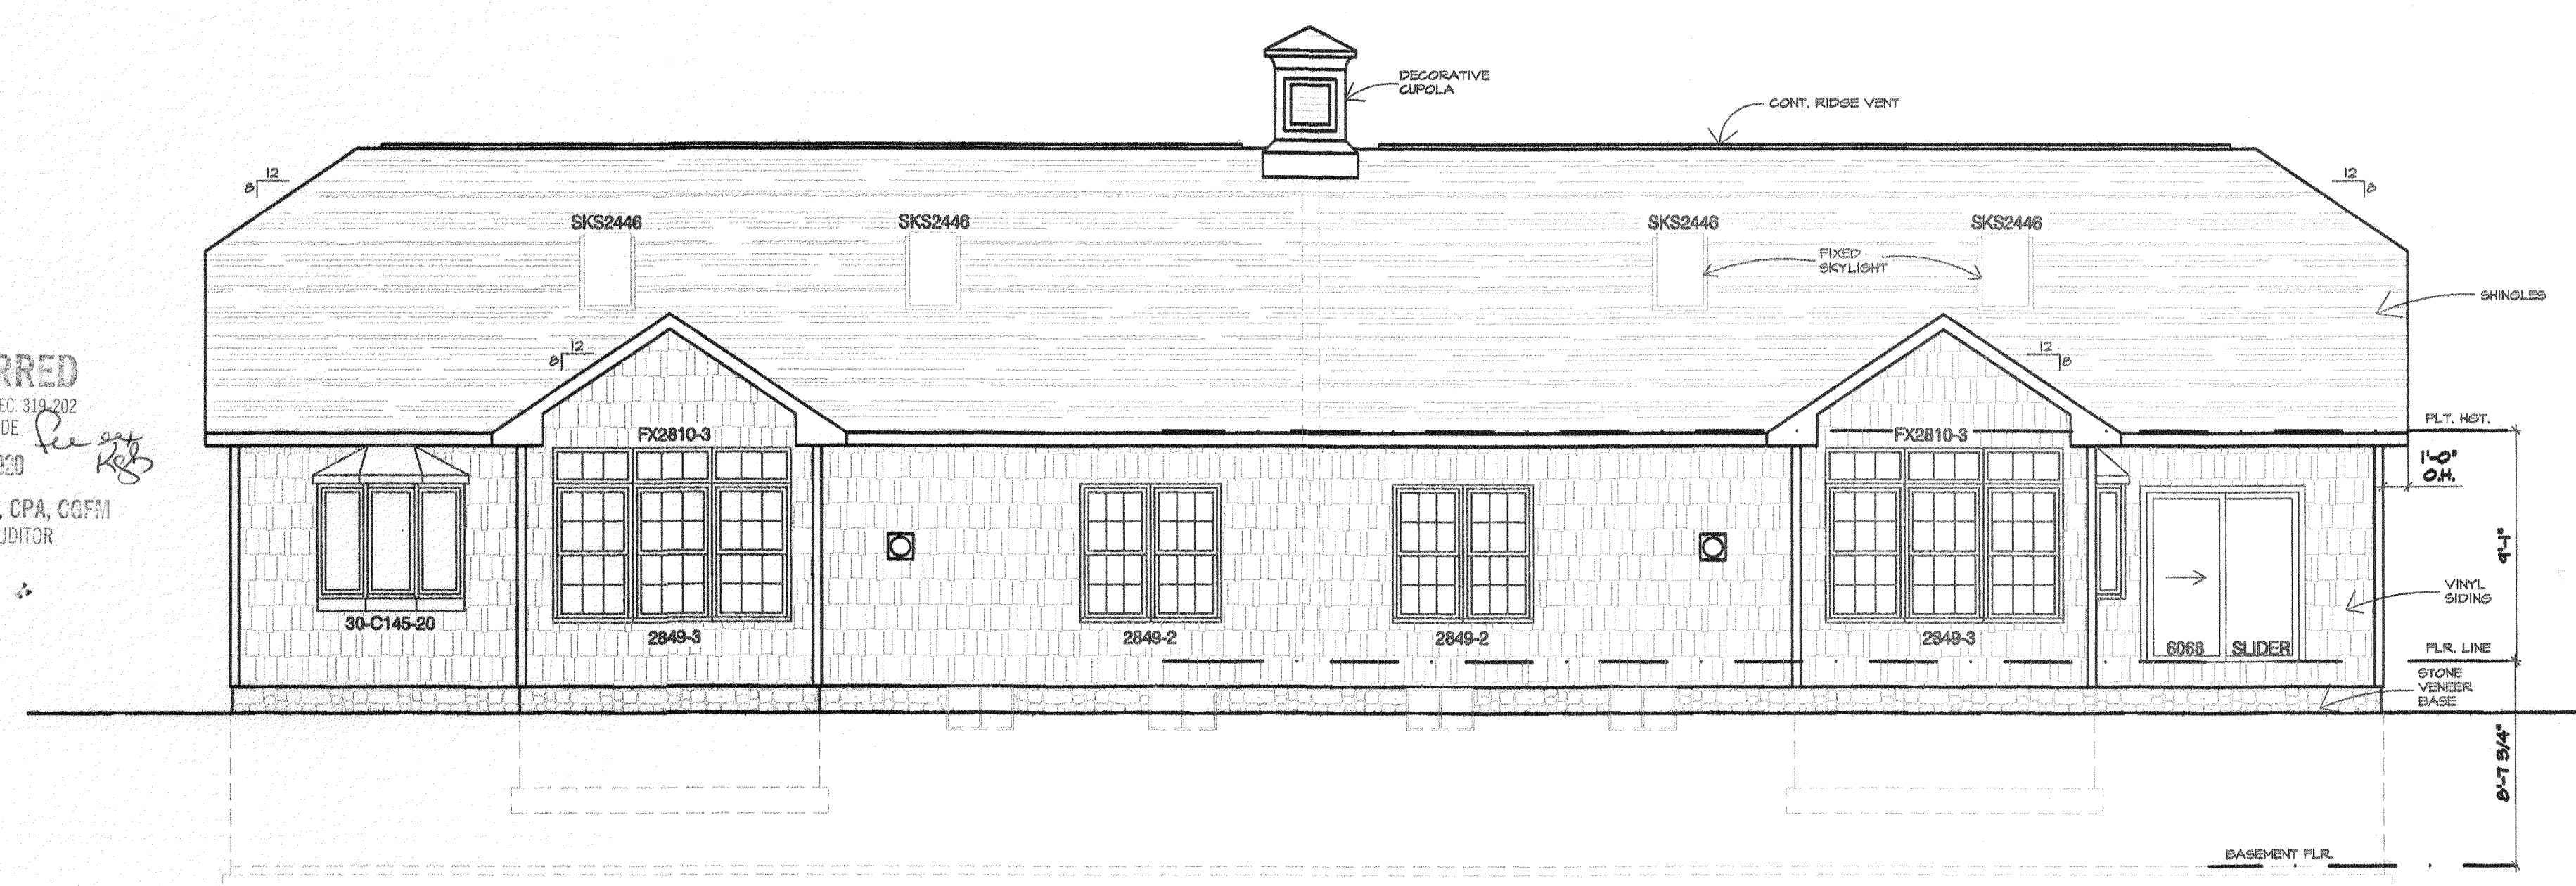 DECORATIVE
CUPOLA
CONT. RIDGE VENT
12
8
12
8
SKS2446
SKS2446
SKS2446
SKS2446
FIXED
SKYLIGHT
SHINGLES
12
8
12
8
RRED
EC. 319-202
DE
020
, CPA, CGFM
UDITOR
FX2810-3
FX2810-3
PLT. HGT.
1'-0"
O.H.
9'-1"
30-C145-20
2849-3
2849-2
2849-2
2849-3
6068 SLIDER
VINYL
SIDING
FLR. LINE
STONE
VENEER
BASE
8'-7 3/4"
BASEMENT FLR.